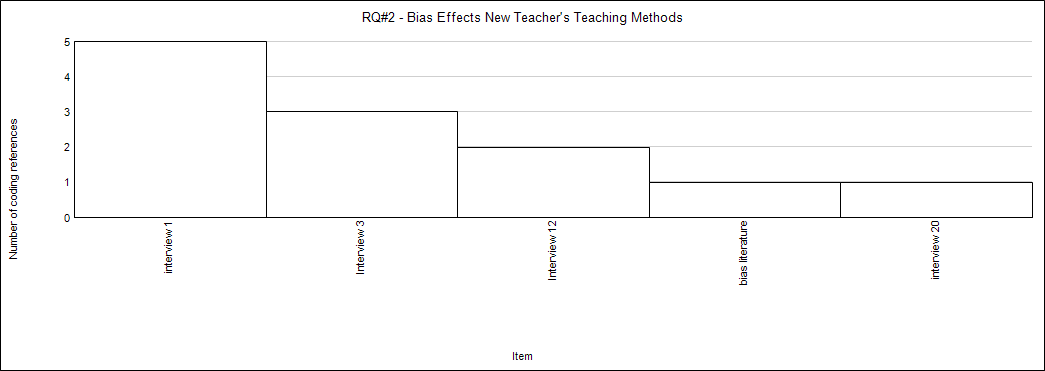 RQ#2 - Bias Effects New Teacher's Teaching Methods
Number of coding references
5
4
3
2
1
0
interview 1
Interview 3
Interview 12
bias literature
interview 20
Item